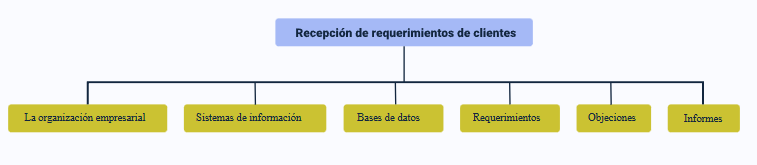 Recepción de requerimientos de clientes
La organización empresarial
Sistemas de información
Bases de datos
Requerimientos
Objeciones
Informes